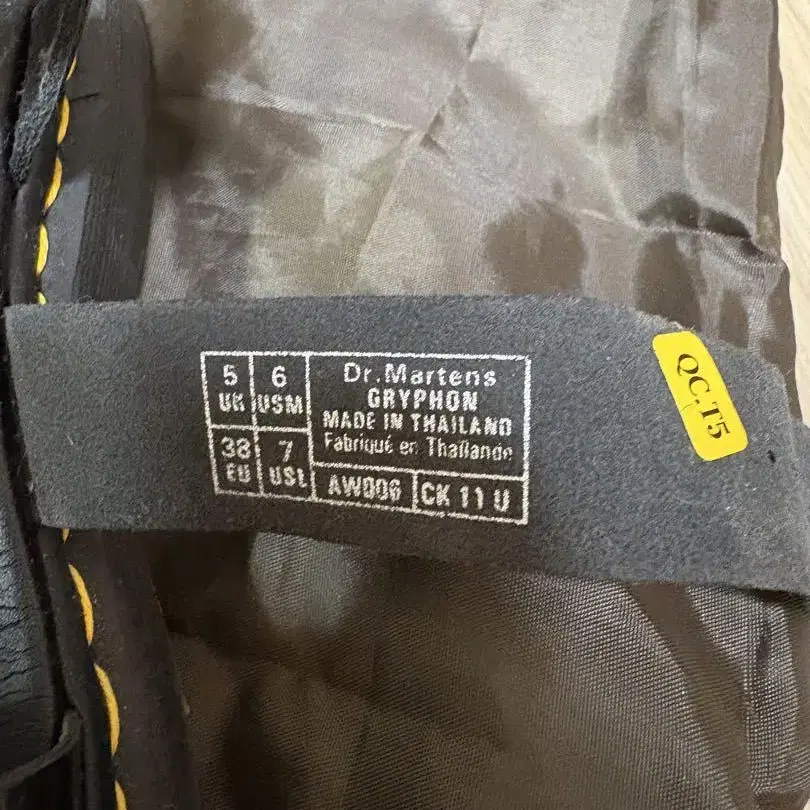 5
UK
6
USM
38
EU
7
USL
Dr.Martens
GRYPHON
MADE IN THAILAND
Fabriqué en Thaïlande
AW006
CK 11 U
QC.T5